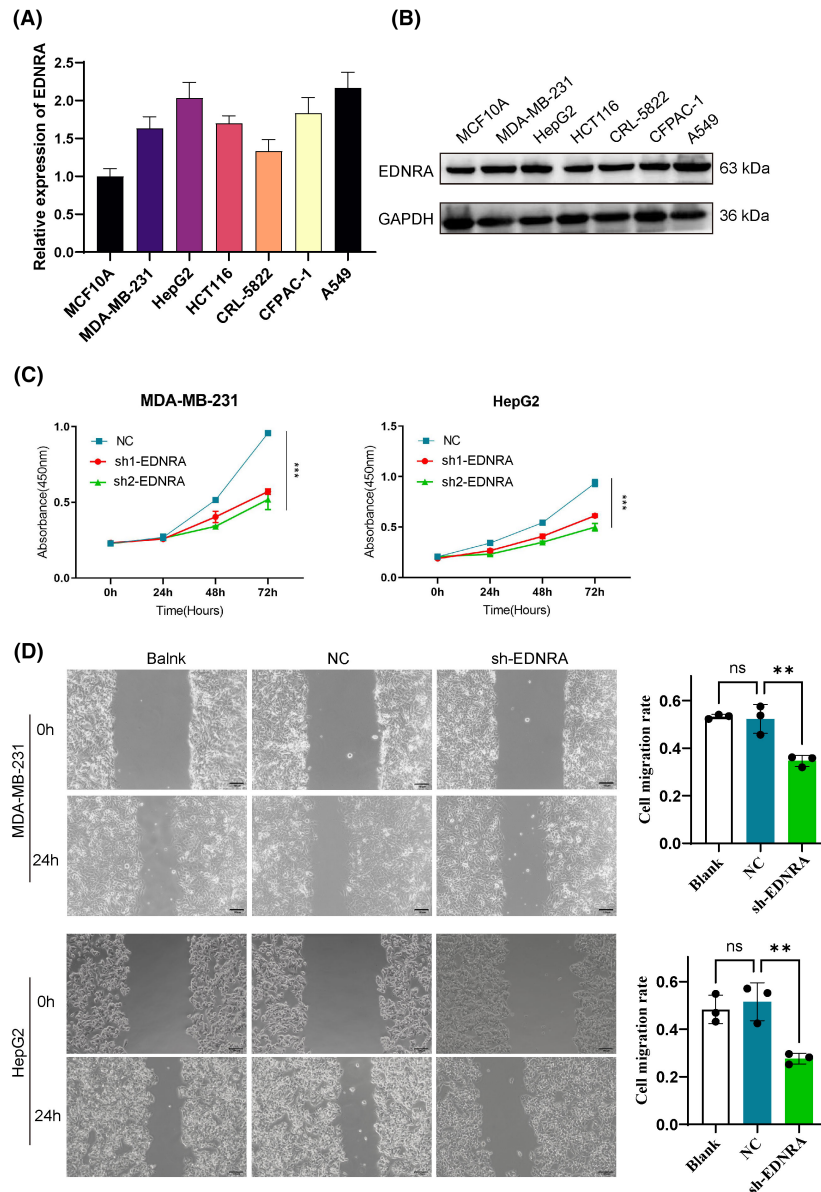 (A)
Relative expression of EDNRA
2.5
2.0
1.5
1.0
0.5
0.0
MCF10A
MDA-MB-231
HepG2
HCT116
CRL-5822
CFPAC-1
A549
(B)
MCF10A
MDA-MB-231
HepG2
HCT116
CRL-5822
CFPAC-1
A549
EDNRA
63 kDa
GAPDH
36 kDa
(C)
MDA-MB-231
Absorbance(450nm)
1.0
0.5
0.0
NC
sh1-EDNRA
sh2-EDNRA
***
0h 24h 48h 72h
Time(Hours)
HepG2
Absorbance(450nm)
1.5
1.0
0.5
0.0
NC
sh1-EDNRA
sh2-EDNRA
***
0h 24h 48h 72h
Time(Hours)
(D)
Balnk NC sh-EDNRA
MDA-MB-231
0h
24h
HepG2
0h
24h
Cell migration rate
0.6
0.4
0.2
0.0
ns **
Blank
NC
sh-EDNRA
Cell migration rate
0.6
0.4
0.2
0.0
ns **
Blank
NC
sh-EDNRA